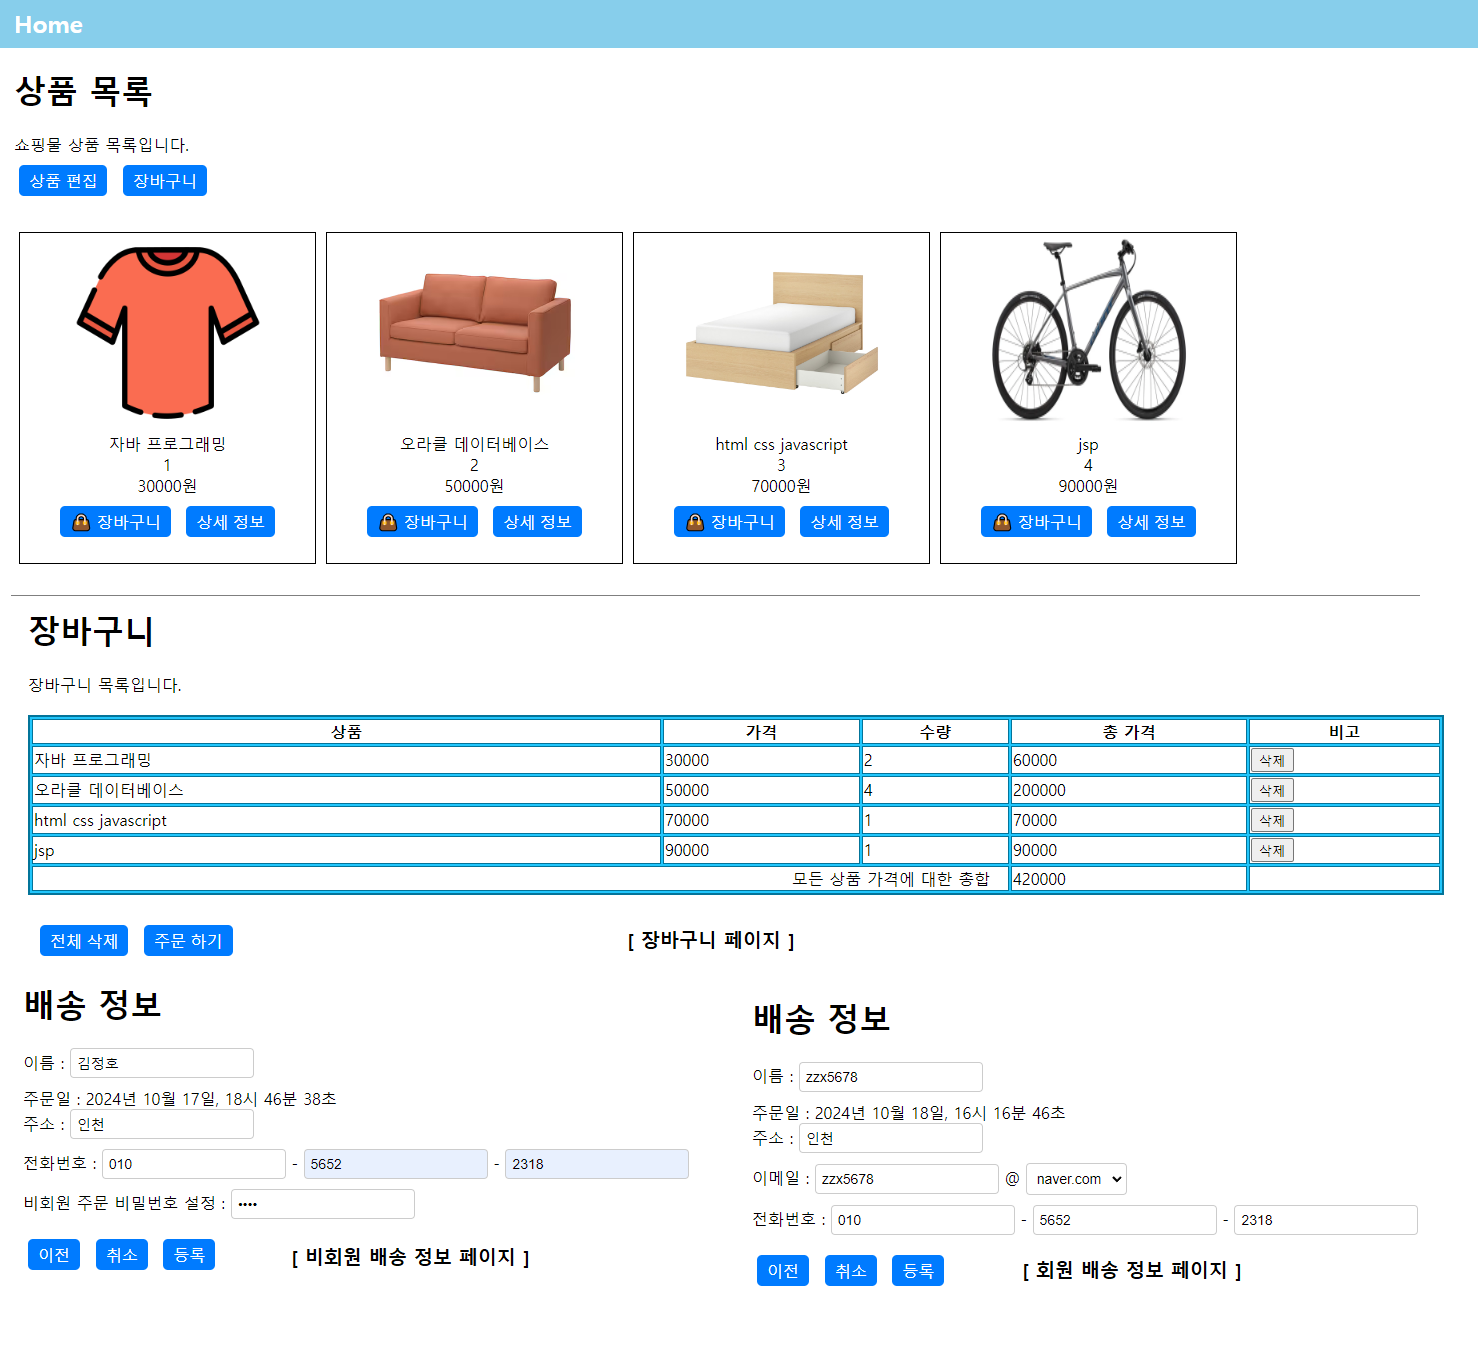 Home
상품 목록
쇼핑물 상품 목록입니다.
상품 편집 장바구니
자바 프로그래밍
1
30000원
장바구니 상세 정보
오라클 데이터베이스
2
50000원
장바구니 상세 정보
html css javascript
3
70000원
장바구니 상세 정보
jsp
4
90000원
장바구니 상세 정보
장바구니
장바구니 목록입니다.
상품 가격 수량 총 가격 비고
자바 프로그래밍 30000 2 60000 삭제
오라클 데이터베이스 50000 4 200000 삭제
html css javascript 70000 1 70000 삭제
jsp 90000 1 90000 삭제
모든 상품 가격에 대한 종합 420000
전체 삭제 주문 하기 [ 장바구니 페이지 ]
배송 정보
이름 : 김정호
주문일 : 2024년 10월 17일, 18시 46분 38초
주소 : 인천
전화번호 : 010 - 5652 - 2318
비회원 주문 비밀번호 설정 : ••••
이전 취소 등록 [ 비회원 배송 정보 페이지 ]
배송 정보
이름 : zzx5678
주문일 : 2024년 10월 18일, 16시 16분 46초
주소 : 인천
이메일 : zzx5678 @ naver.com
전화번호 : 010 - 5652 - 2318
이전 취소 등록 [ 회원 배송 정보 페이지 ]